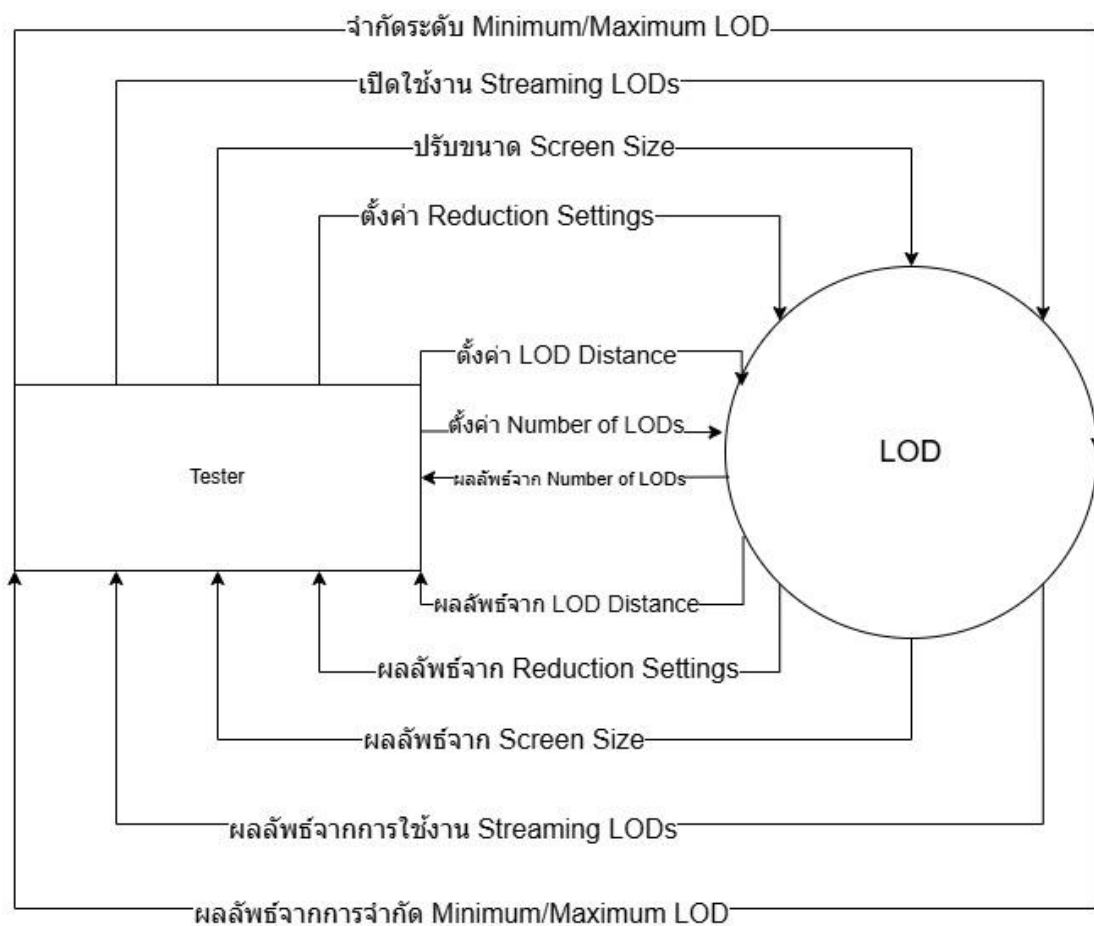 จำกัดระดับ Minimum/Maximum LOD
เปิดใช้งาน Streaming LODs
ปรับขนาด Screen Size
ตั้งค่า Reduction Settings
ตั้งค่า LOD Distance
ตั้งค่า Number of LODs
LOD
Tester
ผลลัพธ์จาก Number of LODs
ผลลัพธ์จาก LOD Distance
ผลลัพธ์จาก Reduction Settings
ผลลัพธ์จาก Screen Size
ผลลัพธ์จากการใช้งาน Streaming LODs
ผลลัพธ์จากการจำกัด Minimum/Maximum LOD